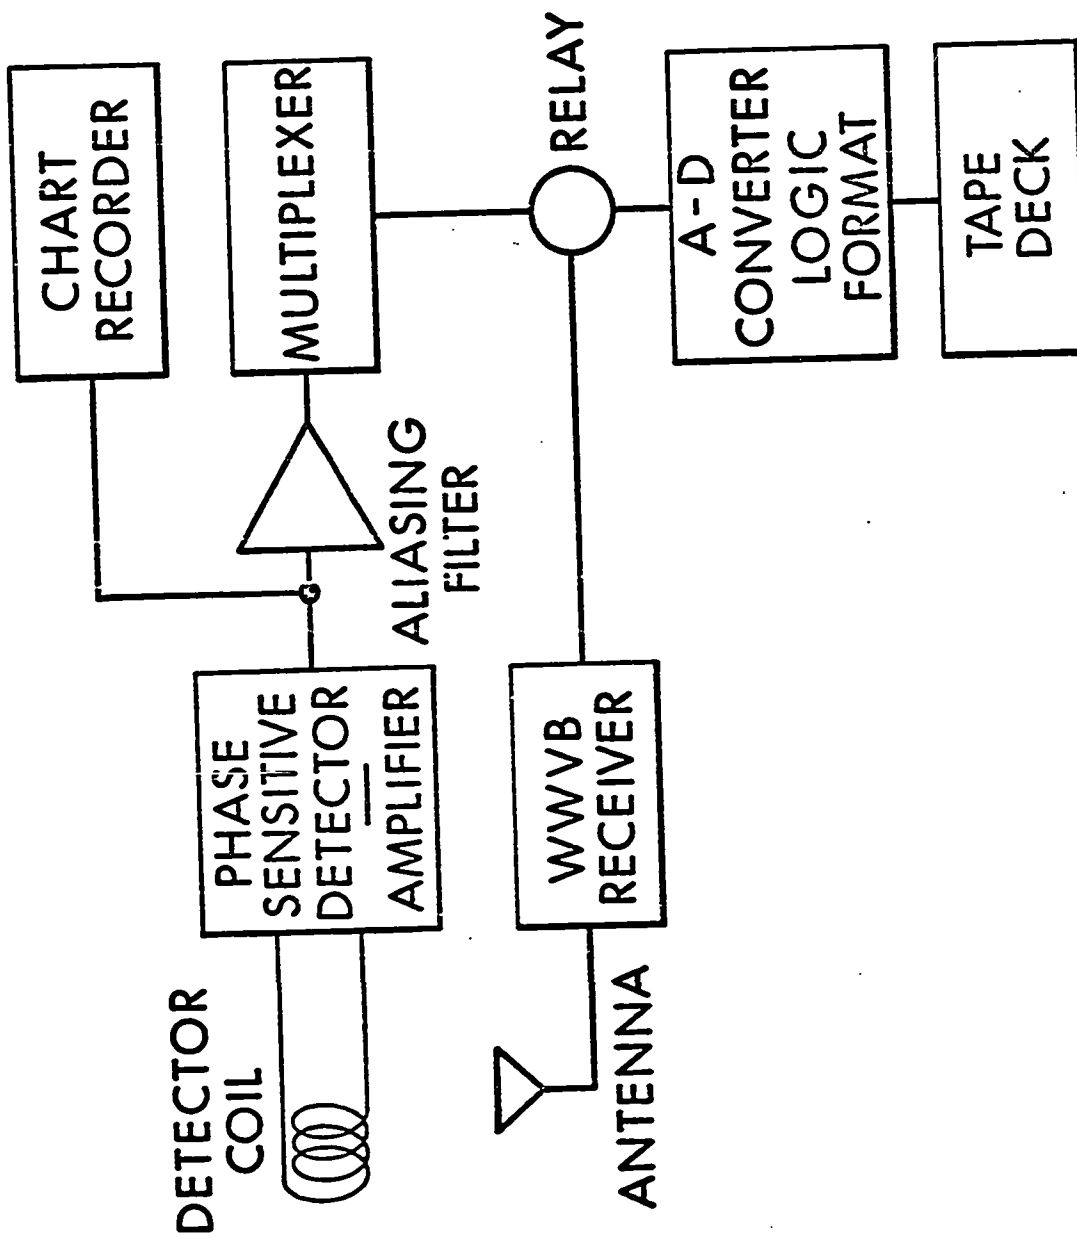 DETECTOR
COIL
PHASE
SENSITIVE
DETECTOR
—
AMPLIFIER
CHART
RECORDER
ALIASING
FILTER
MULTIPLEXER
ANTENNA
WWVB
RECEIVER
RELAY
A-D
CONVERTER
LOGIC
FORMAT
TAPE
DECK